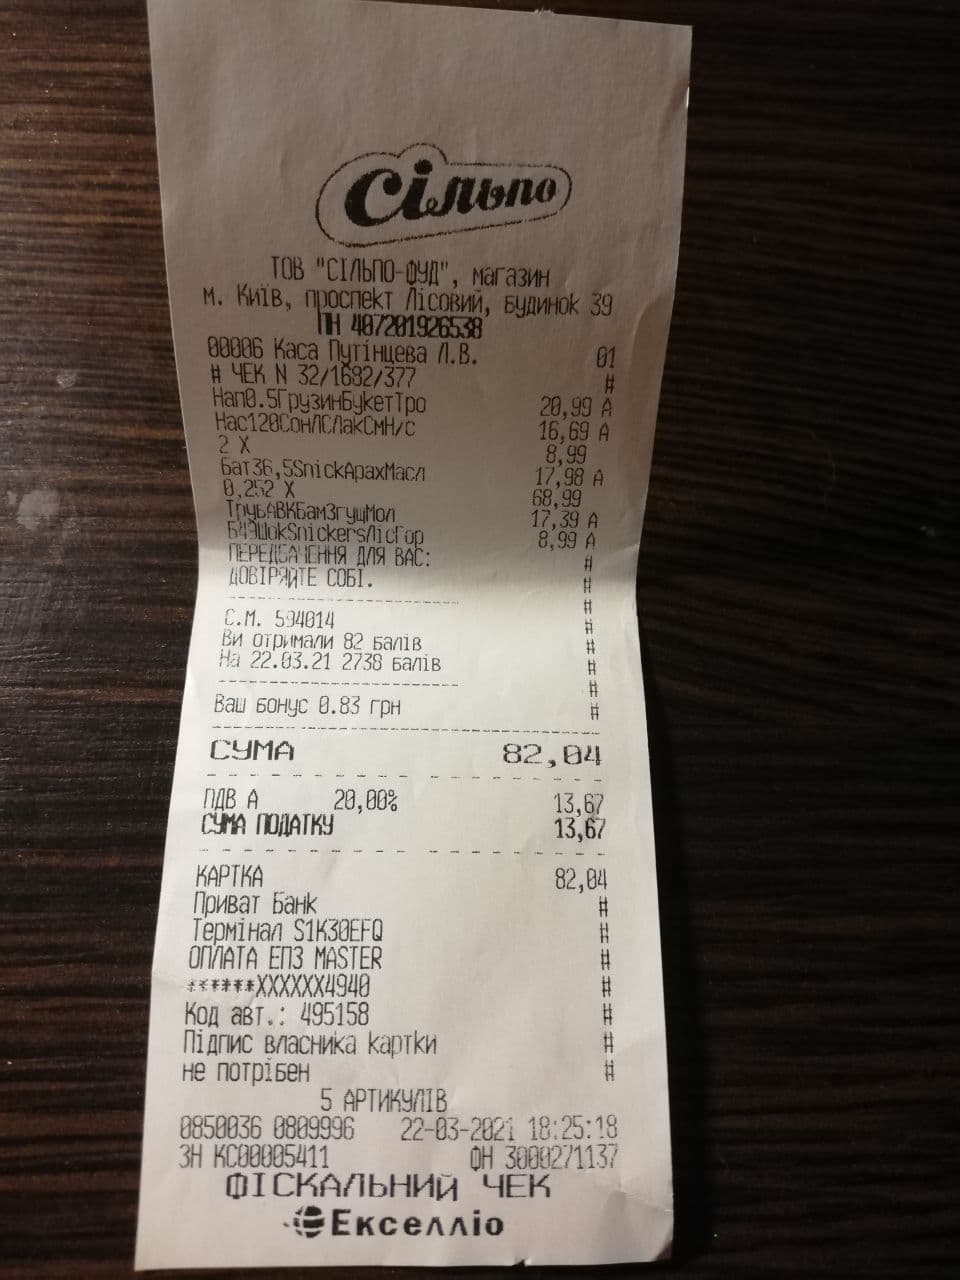 Сільпо
ТОВ "СІЛЬПО-ФУД", магазин
м. Київ, проспект Лісовий, будинок 39
ПН 407201926538
00006 Каса Путінцева Л.В. 01
# ЧЕК N 32/1682/377 #
Нап0.5ГрузинБукетТро 20,99 А
Нас120СонЛСЛакСмН/с 16,69 А
2 X 8,99
Бат36,5SnickАрахМасл 17,98 А
0,252 X 68,99
ТрубАВКБамЗгущМол 17,39 А
Б49ШокSnickersЛісГор 8,99 А
ПЕРЕДБАЧЕННЯ ДЛЯ ВАС: #
ДОВІРЯЙТЕ СОБІ. #
#
С.М. 594014 #
Ви отримали 82 балів #
На 22.03.21 2738 балів #
#
Ваш бонус 0.83 грн #
СУМА 82,04
ПДВ А 20,00% 13,67
СУМА ПОДАТКУ 13,67
КАРТКА 82,04
Приват Банк #
Термінал S1K30EFQ #
ОПЛАТА ЕПЗ MASTER #
******XXXXXX4940 #
Код авт.: 495158 #
Підпис власника картки #
не потрібен #
5 АРТИКУЛІВ
0850036 0809996 22-03-2021 18:25:18
ЗН КС00005411 ФН 3000271137
ФІСКАЛЬНИЙ ЧЕК
Екселліо